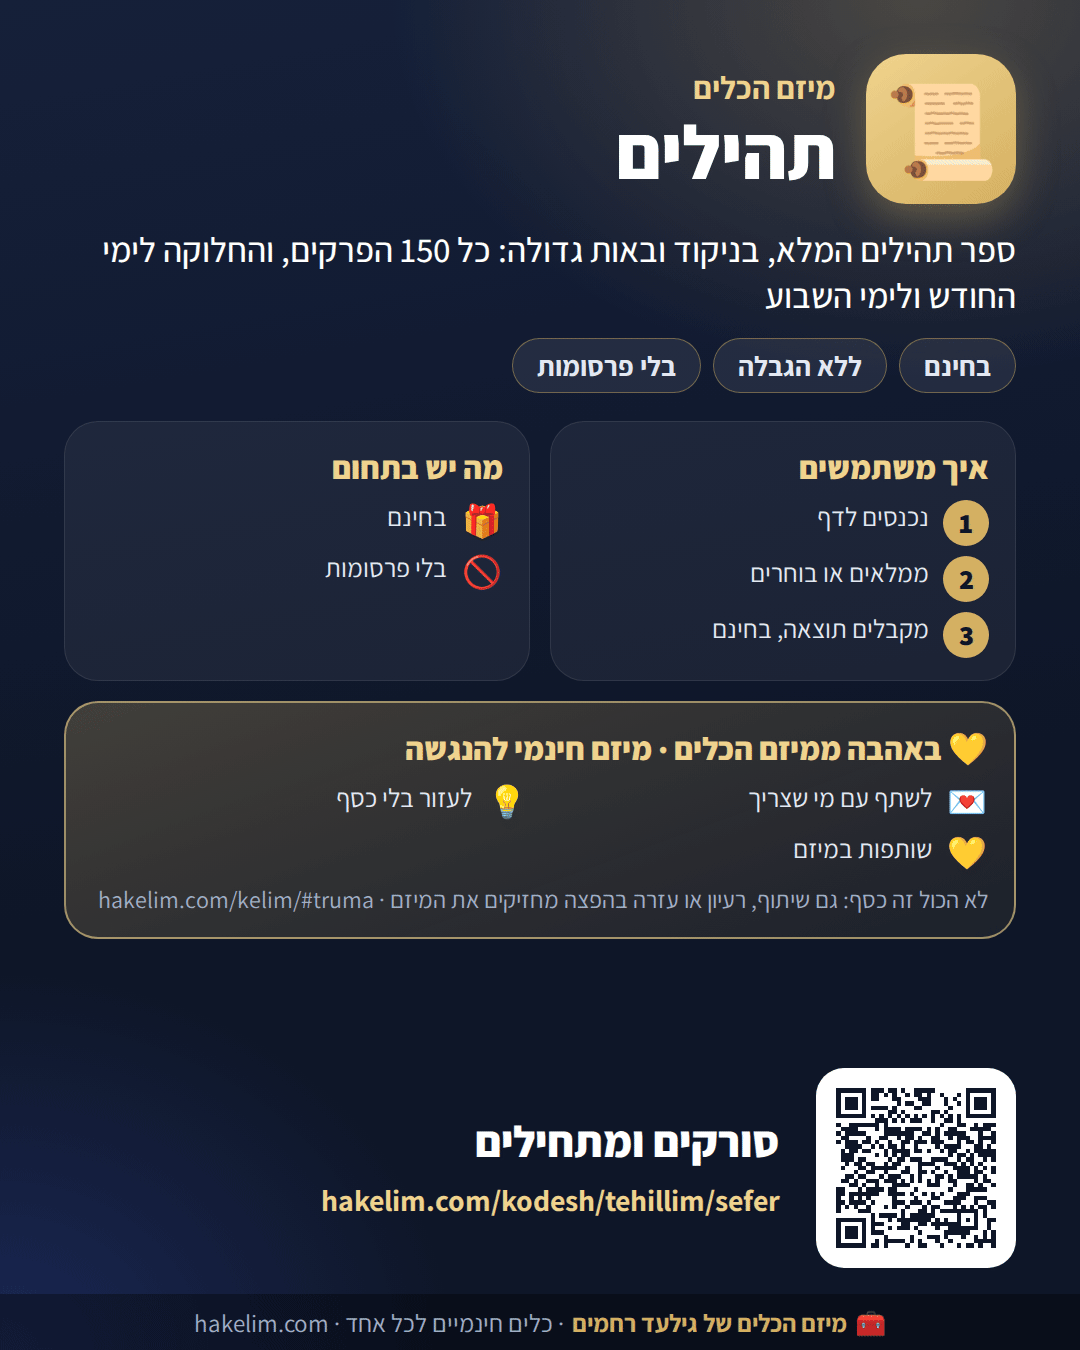 מיזם הכלים
תהילים
ספר תהילים המלא, בניקוד ובאות גדולה: כל 150 הפרקים, והחלוקה לימי
החודש ולימי השבוע
בחינם
ללא הגבלה
בלי פרסומות
איך משתמשים
1 נכנסים לדף
2 ממלאים או בוחרים
3 מקבלים תוצאה, בחינם
מה יש בתחום
בחינם
בלי פרסומות
באהבה ממיזם הכלים · מיזם חינמי להנגשה
לשתף עם מי שצריך
לעזור בלי כסף
שותפות במיזם
לא הכול זה כסף: גם שיתוף, רעיון או עזרה בהפצה מחזיקים את המיזם · hakelim.com/kelim/#truma
סורקים ומתחילים
hakelim.com/kodesh/tehillim/sefer
מיזם הכלים של גילעד רחמים · כלים חינמיים לכל אחד · hakelim.com